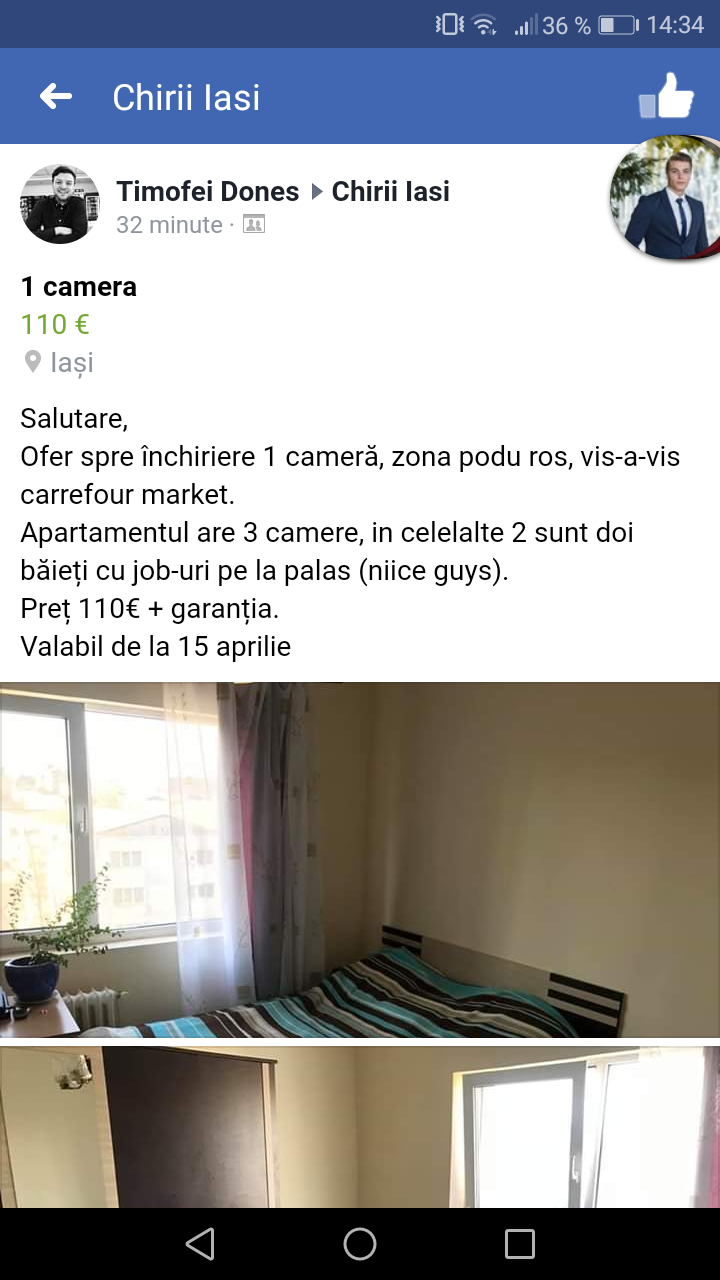 36 % 14:34
Chirii Iasi
Timofei Dones Chirii Iasi
32 minute ·
1 camera
110 €
Iași
Salutare,
Ofer spre închiriere 1 cameră, zona podu ros, vis-a-vis
carrefour market.
Apartamentul are 3 camere, in celelalte 2 sunt doi
băieți cu job-uri pe la palas (niice guys).
Preț 110€ + garanția.
Valabil de la 15 aprilie